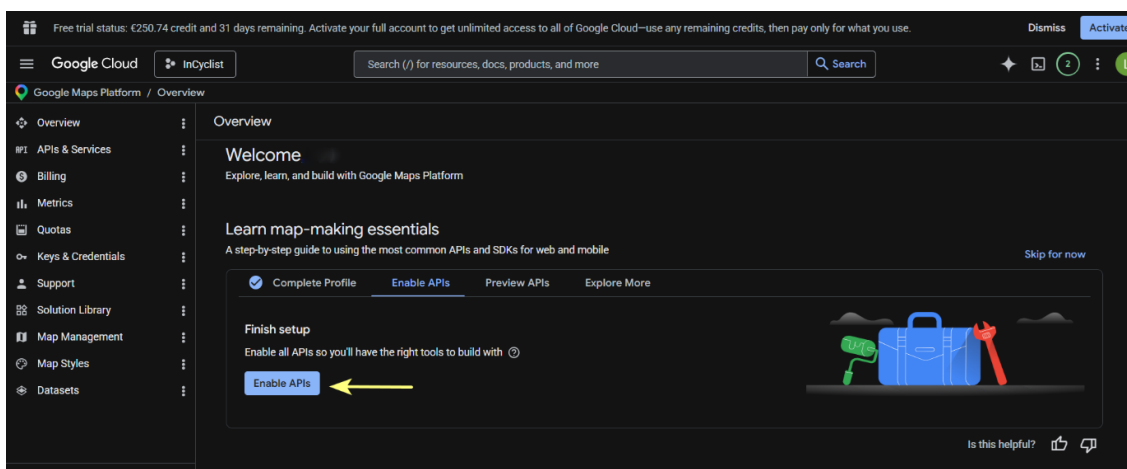 Free trial status: €250.74 credit and 31 days remaining. Activate your full account to get unlimited access to all of Google Cloud—use any remaining credits, then pay only for what you use.
Dismiss
Activate
Google Cloud
InCyclist
Search (/) for resources, docs, products, and more
Search
2
Google Maps Platform / Overview
Overview
API APIs & Services
Billing
Metrics
Quotas
Keys & Credentials
Support
Solution Library
Map Management
Map Styles
Datasets
Overview
Welcome
Explore, learn, and build with Google Maps Platform
Learn map-making essentials
A step-by-step guide to using the most common APIs and SDKs for web and mobile
Skip for now
Complete Profile
Enable APIs
Preview APIs
Explore More
Finish setup
Enable all APIs so you'll have the right tools to build with
Enable APIs
Is this helpful?